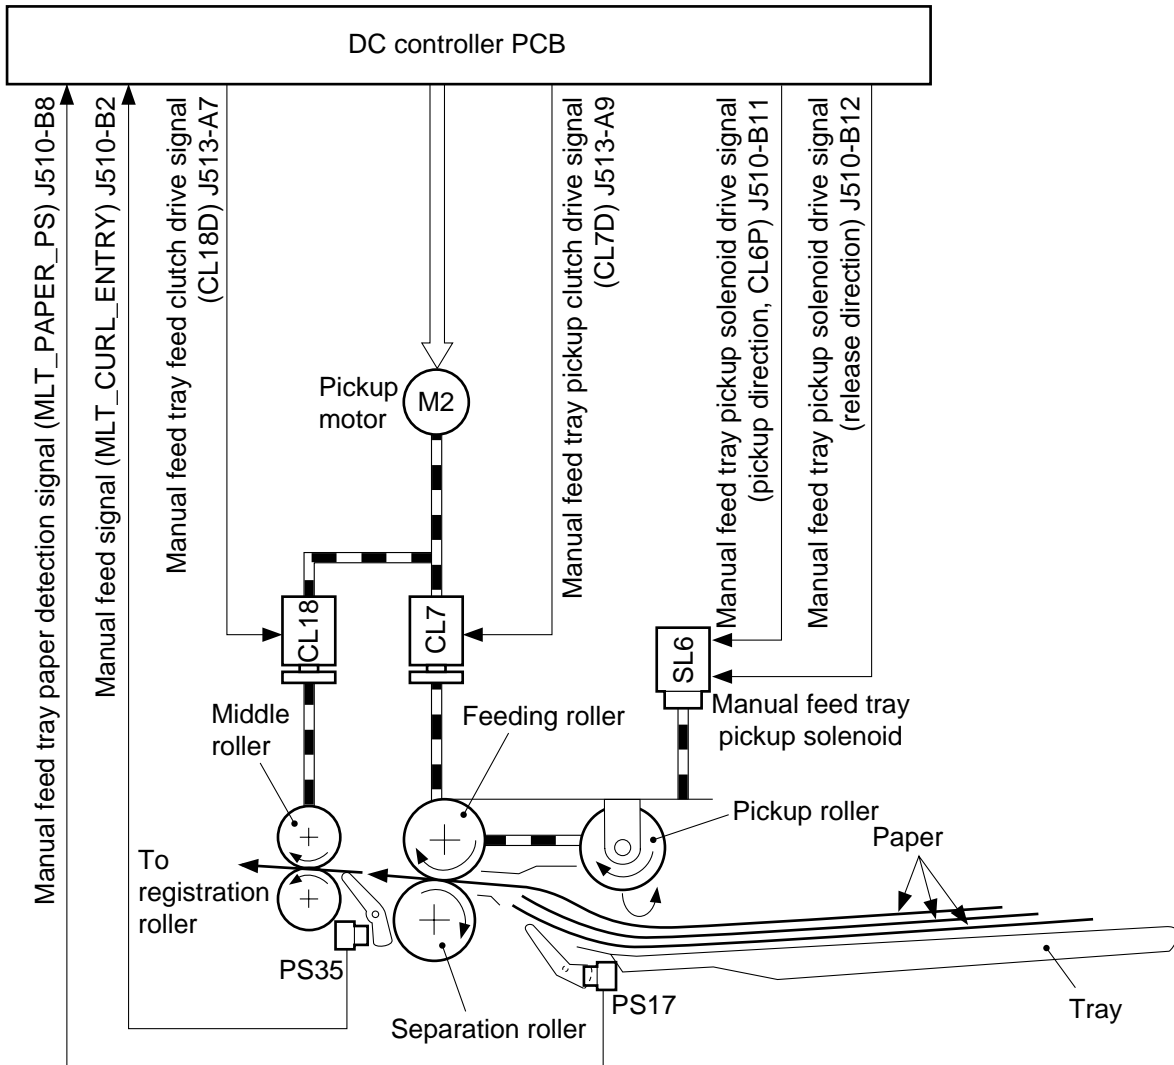 DC controller PCB
Manual feed tray paper detection signal (MLT_PAPER_PS) J510-B8
Manual feed signal (MLT_CURL_ENTRY) J510-B2
Manual feed tray feed clutch drive signal
(CL18D) J513-A7
Manual feed tray pickup clutch drive signal
(CL7D) J513-A9
Manual feed tray pickup solenoid drive signal
(pickup direction, CL6P) J510-B11
Manual feed tray pickup solenoid drive signal
(release direction) J510-B12
Pickup
motor
M2
CL18
CL7
SL6
Manual feed tray
pickup solenoid
Middle
roller
Feeding roller
Pickup roller
Paper
To
registration
roller
PS35
PS17
Separation roller
Tray